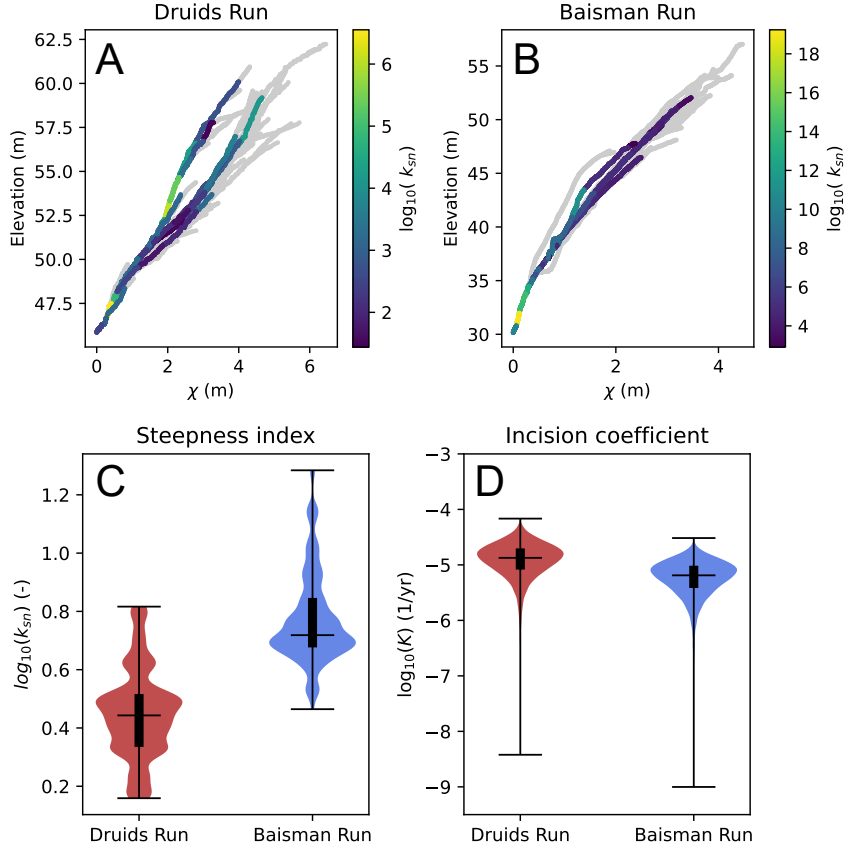 Druids Run
Baisman Run
A
B
62.5
60.0
57.5
55.0
52.5
50.0
47.5
Elevation (m)
0 2 4 6
χ (m)
6
5
4
3
2
log₁₀( k_sn)
55
50
45
40
35
30
Elevation (m)
0 2 4
χ (m)
18
16
14
12
10
8
6
4
log₁₀( k_sn)
Steepness index
Incision coefficient
C
D
1.2
1.0
0.8
0.6
0.4
0.2
log₁₀(k_sn) (-)
Druids Run Baisman Run
−3
−4
−5
−6
−7
−8
−9
log₁₀(K) (1/yr)
Druids Run Baisman Run